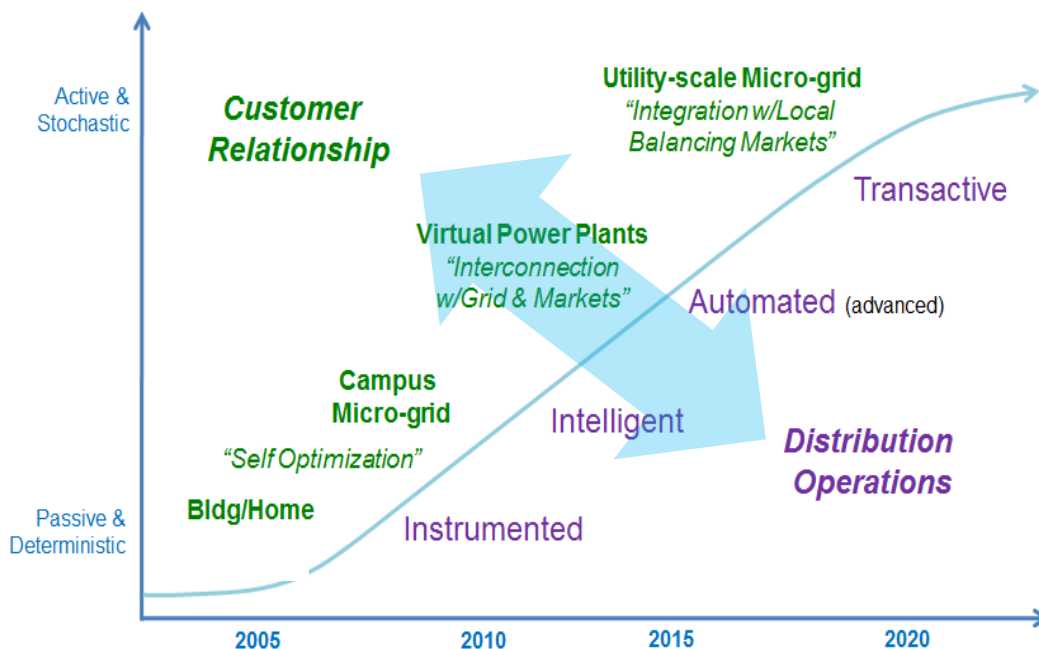 Active &
Stochastic
Customer
Relationship
Utility-scale Micro-grid
“Integration w/Local
Balancing Markets”
Transactive
Virtual Power Plants
“Interconnection
w/Grid & Markets”
Automated (advanced)
Campus
Micro-grid
Intelligent
“Self Optimization”
Distribution
Operations
Bldg/Home
Instrumented
Passive &
Deterministic
2005 2010 2015 2020